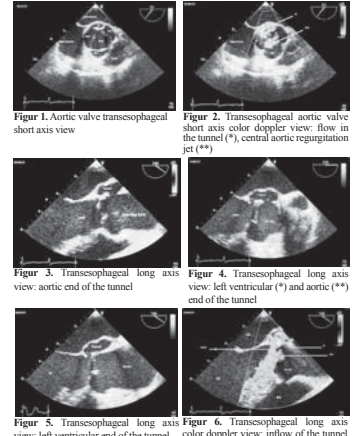 Figur 1. Aortic valve transesophageal
short axis view
Figur 2. Transesophageal aortic valve
short axis color doppler view: flow in
the tunnel (*), central aortic regurgitation
jet (**)
Figur 3. Transesophageal long axis
view: aortic end of the tunnel
Figur 4. Transesophageal long axis
view: left ventricular (*) and aortic (**)
end of the tunnel
Figur 5. Transesophageal long axis
view: left ventricular end of the tunnel
Figur 6. Transesophageal long axis
color doppler view: inflow of the tunnel